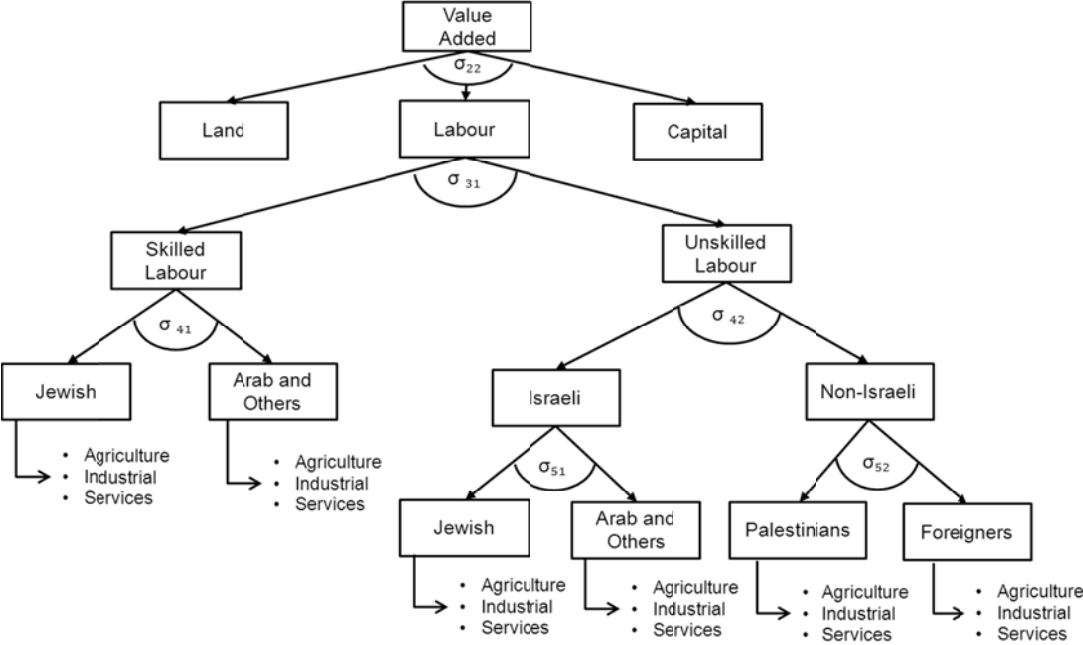 Value
Added
σ22
Land
Labour
Capital
σ 31
Skilled
Labour
Unskilled
Labour
σ 41
σ 42
Jewish
Arab and
Others
Israeli
Non-Israeli
• Agriculture
• Industrial
• Services
• Agriculture
• Industrial
• Services
σ51
σ52
Jewish
Arab and
Others
Palestinians
Foreigners
• Agriculture
• Industrial
• Services
• Agriculture
• Industrial
• Services
• Agriculture
• Industrial
• Services
• Agriculture
• Industrial
• Services